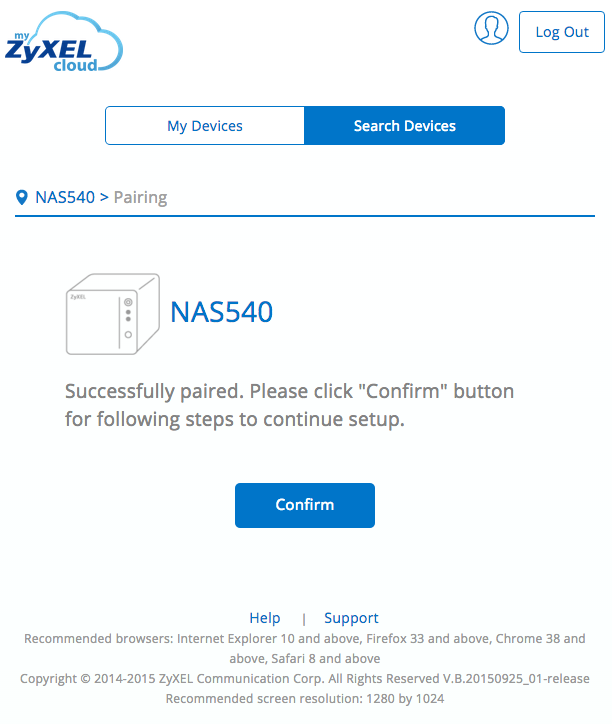 my
ZyXEL
cloud
Log Out
My Devices
Search Devices
NAS540 > Pairing
ZyXEL
NAS540
Successfully paired. Please click "Confirm" button
for following steps to continue setup.
Confirm
Help | Support
Recommended browsers: Internet Explorer 10 and above, Firefox 33 and above, Chrome 38 and
above, Safari 8 and above
Copyright © 2014-2015 ZyXEL Communication Corp. All Rights Reserved V.B.20150925_01-release
Recommended screen resolution: 1280 by 1024